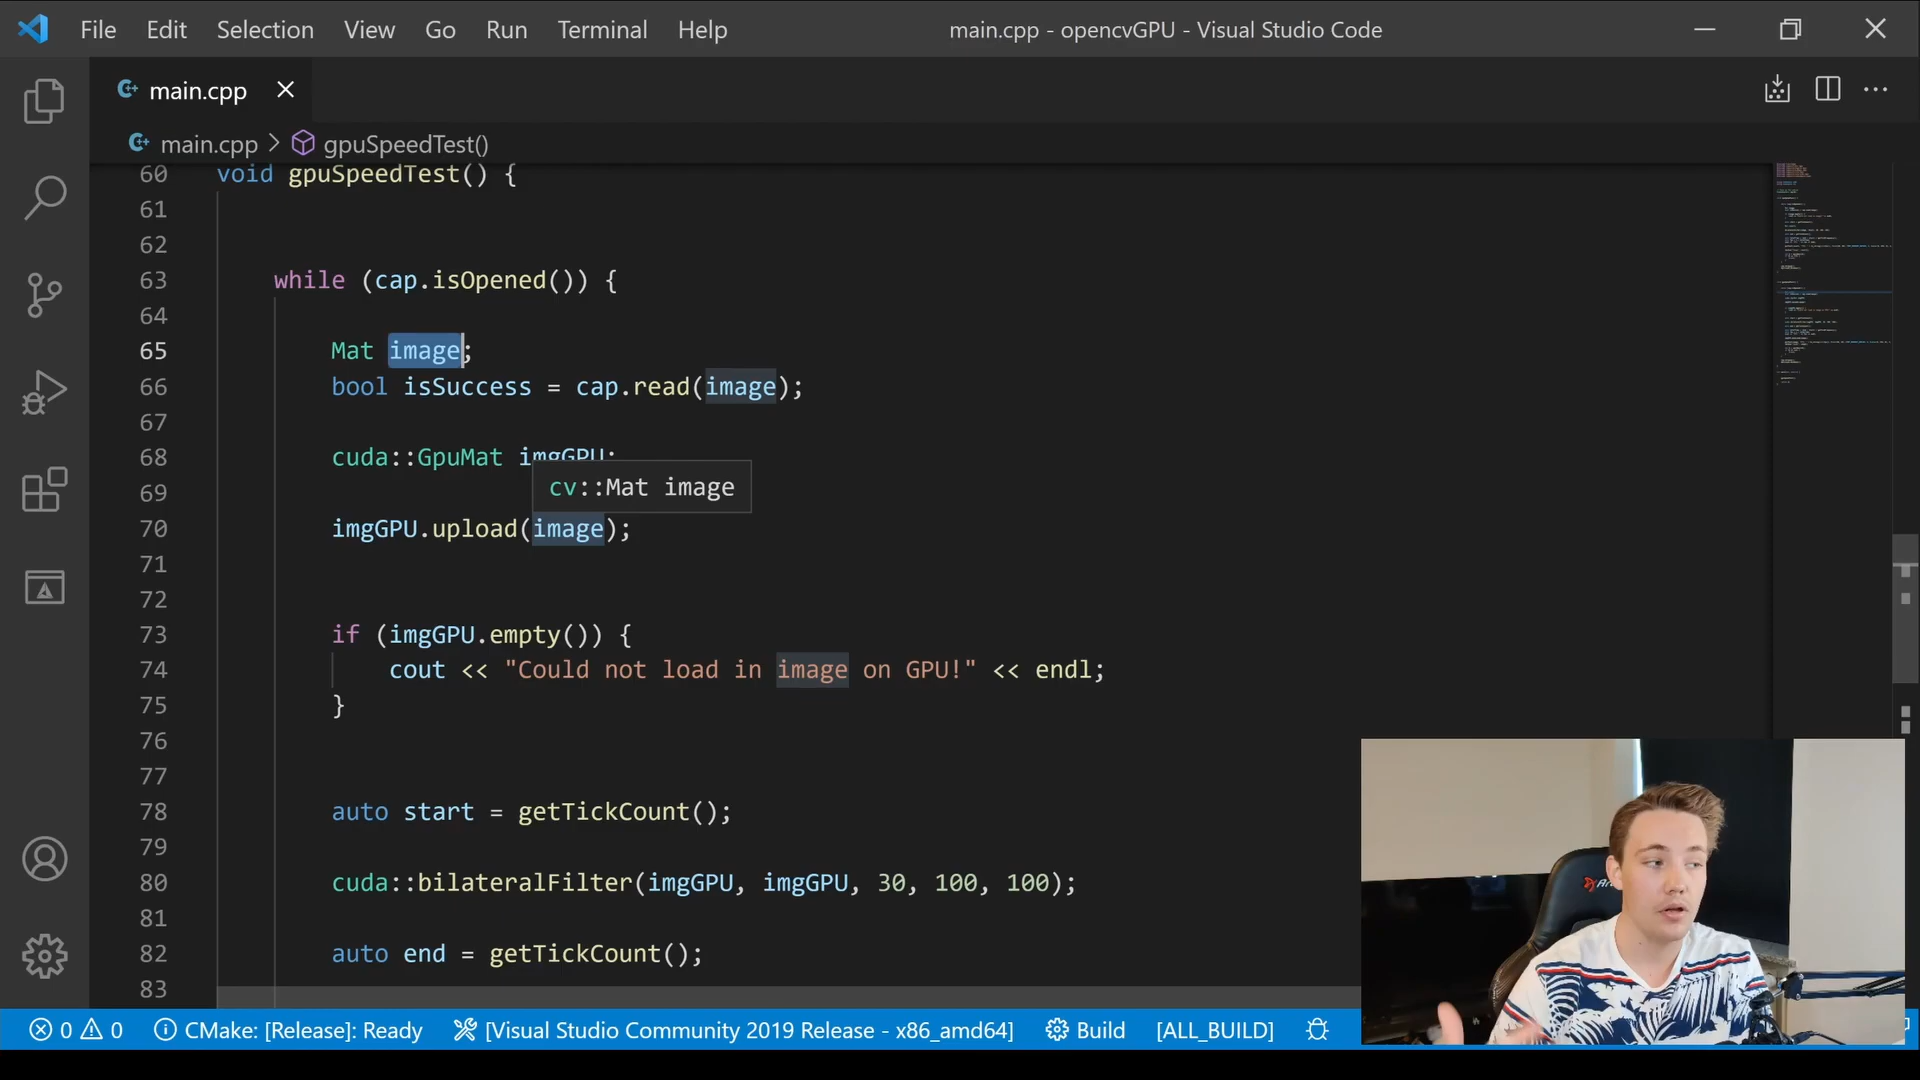 File Edit Selection View Go Run Terminal Help main.cpp - opencvGPU - Visual Studio Code
main.cpp
main.cpp > gpuSpeedTest()
60 void gpuSpeedTest() {
61
62
63 while (cap.isOpened()) {
64
65 Mat image;
66 bool isSuccess = cap.read(image);
67
68 cuda::GpuMat imgGPU;
69 cv::Mat image
70 imgGPU.upload(image);
71
72
73 if (imgGPU.empty()) {
74 cout << "Could not load in image on GPU!" << endl;
75 }
76
77
78 auto start = getTickCount();
79
80 cuda::bilateralFilter(imgGPU, imgGPU, 30, 100, 100);
81
82 auto end = getTickCount();
83
0 0 CMake: [Release]: Ready [Visual Studio Community 2019 Release - x86_amd64] Build [ALL_BUILD]